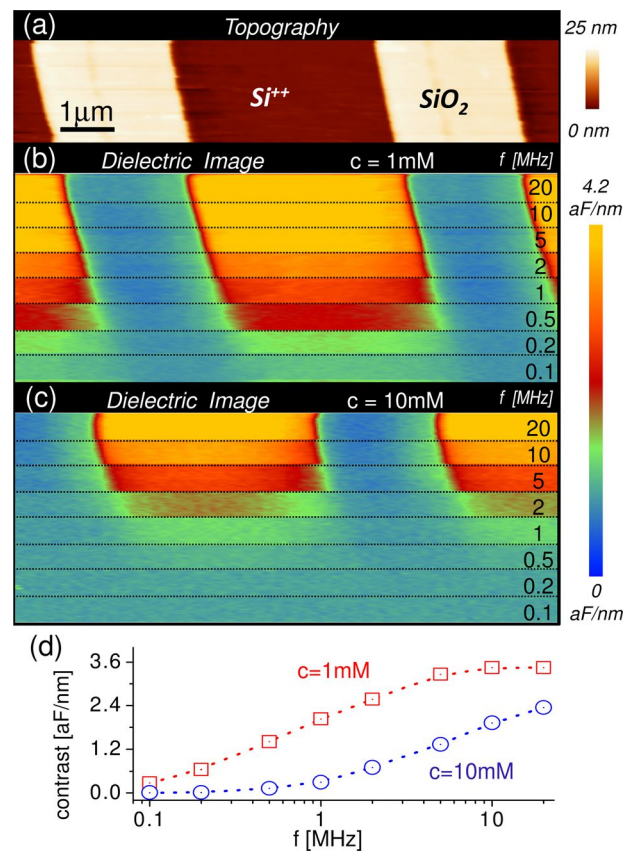 (a) Topography 25 nm
Si++ SiO2
1μm
0 nm
(b) Dielectric Image c = 1mM f [MHz]
4.2
aF/nm
20
10
5
2
1
0.5
0.2
0.1
(c) Dielectric Image c = 10mM f [MHz]
20
10
5
2
1
0.5
0.2
0.1
0
aF/nm
(d)
contrast [aF/nm]
3.6
2.4
1.2
0.0
c=1mM
c=10mM
0.1 1 10
f [MHz]